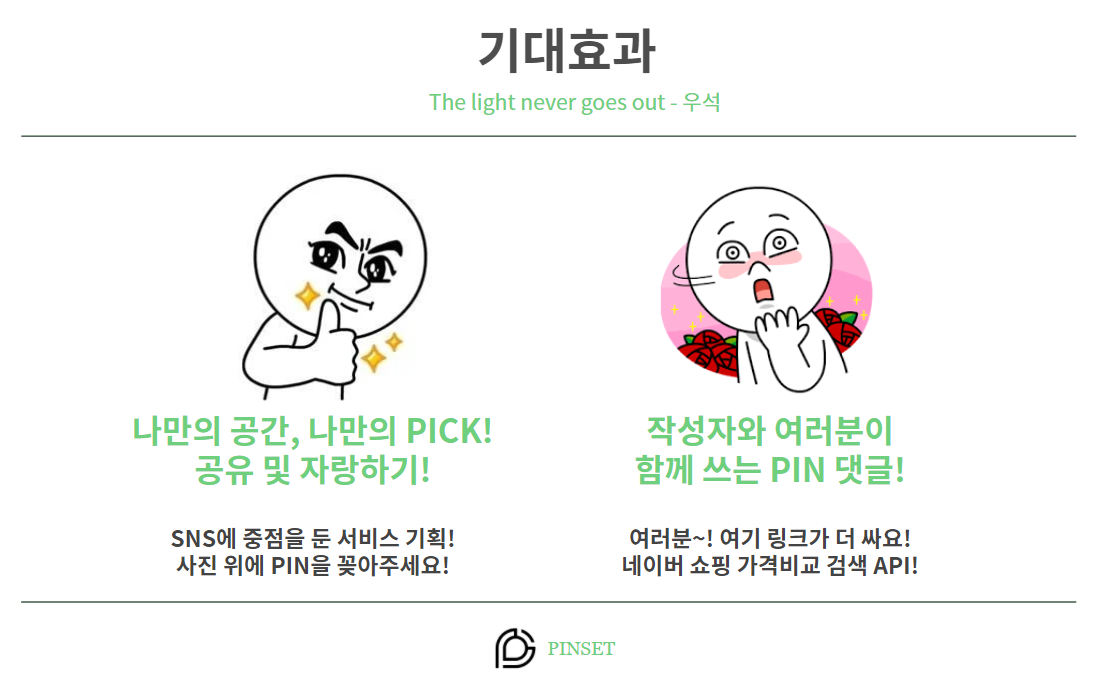 기대효과
The light never goes out - 우석
나만의 공간, 나만의 PICK!
공유 및 자랑하기!
SNS에 중점을 둔 서비스 기획!
사진 위에 PIN을 꽂아주세요!
작성자와 여러분이
함께 쓰는 PIN 댓글!
여러분~! 여기 링크가 더 싸요!
네이버 쇼핑 가격비교 검색 API!
PINSET